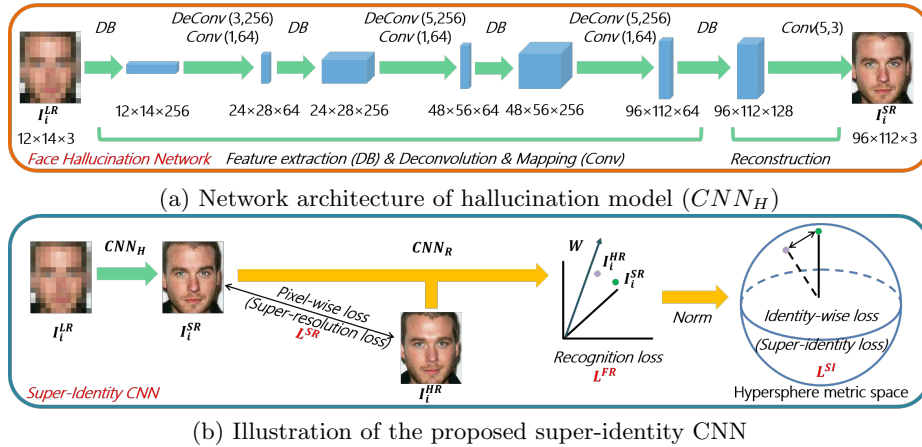 DB DeConv(3,256) DB DeConv(5,256) DB DeConv(5,256) DB Conv(5,3)
Conv(1,64) Conv(1,64) Conv(1,64)
I_i^{LR} 12×14×256 24×28×64 24×28×256 48×56×64 48×56×256 96×112×64 96×112×128 I_i^{SR}
12×14×3 96×112×3
Face Hallucination Network Feature extraction (DB) & Deconvolution & Mapping (Conv) Reconstruction
(a) Network architecture of hallucination model (CNN_H)
CNN_H CNN_R W
I_i^{HR}
I_i^{SR}
Pixel-wise loss
(Super-resolution loss)
L^{SR}
I_i^{LR} I_i^{SR}
Norm
Identity-wise loss
(Super-identity loss)
L^{SI}
Recognition loss
L^{FR}
Super-Identity CNN I_i^{HR} Hypersphere metric space
(b) Illustration of the proposed super-identity CNN